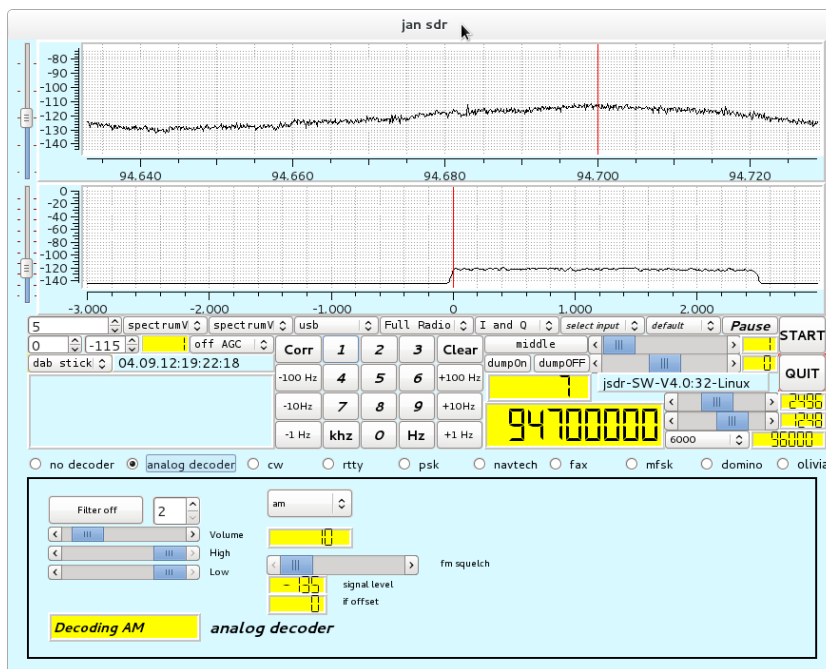 jan sdr
-80
-90
-100
-110
-120
-130
-140
94.640 94.660 94.680 94.700 94.720
0
-20
-40
-60
-80
-100
-120
-140
-3.000 -2.000 -1.000 0 1.000 2.000
5 spectrumV spectrumV usb Full Radio I and Q select input default Pause START
0 -115 1 off AGC Corr 1 2 3 Clear middle 1
dab stick 04.09.12:19:22:18 -100 Hz 4 5 6 +100 Hz dumpOn dumpOFF 0 QUIT
-10Hz 7 8 9 +10Hz 7 jsdr-SW-V4.0:32-Linux
2496
-1 Hz khz 0 Hz +1 Hz 94700000 1248
6000 96000
no decoder analog decoder cw rtty psk navtech fax mfsk domino olivia
Filter off 2 am
Volume 10
High
Low fm squelch
-135 signal level
0 if offset
Decoding AM analog decoder